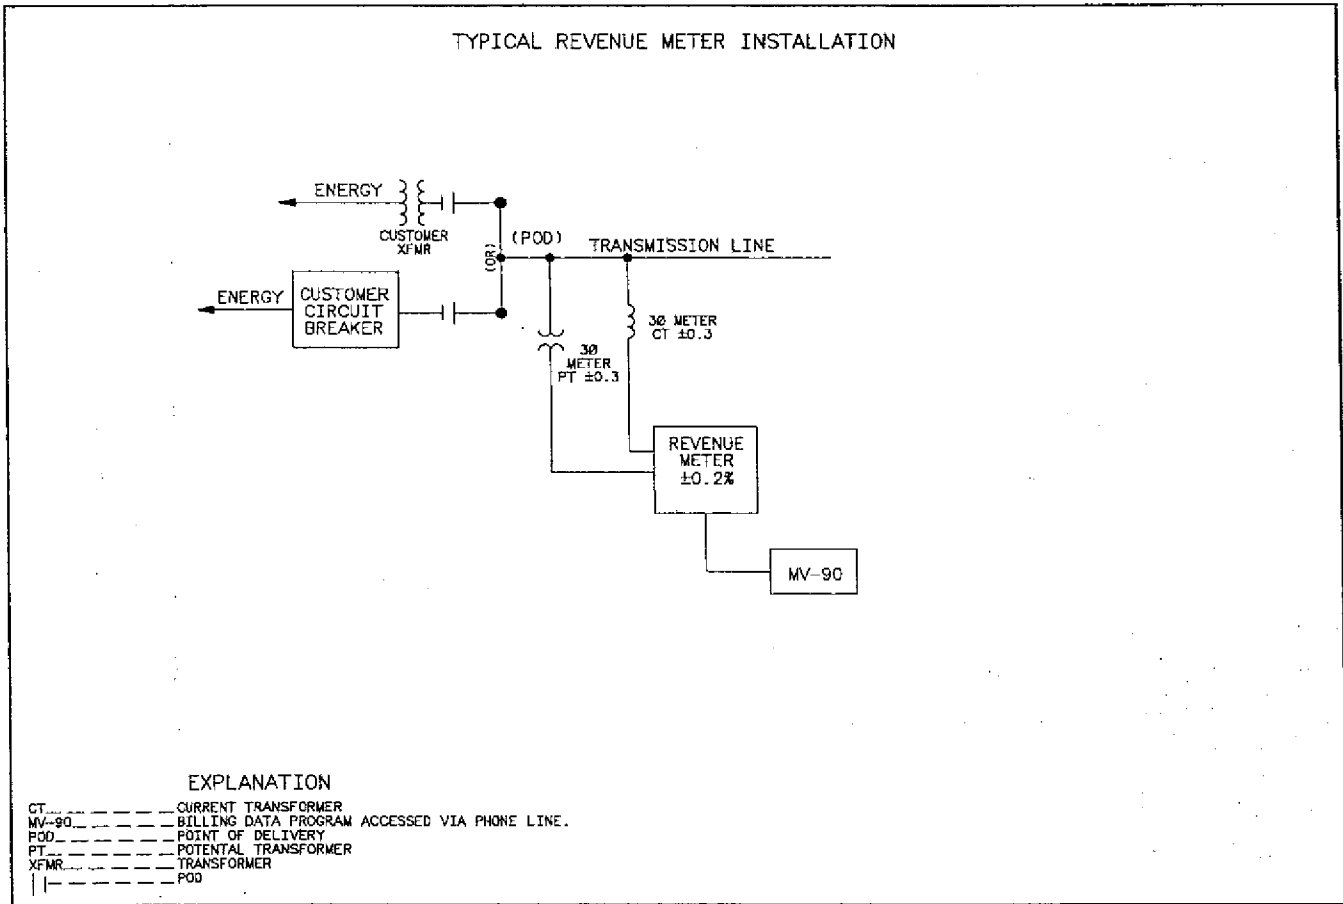 TYPICAL REVENUE METER INSTALLATION
ENERGY
CUSTOMER
XFMR
(POD)
(OR)
TRANSMISSION LINE
ENERGY
CUSTOMER
CIRCUIT
BREAKER
3Ø METER
CT ±0.3
3Ø
METER
PT ±0.3
REVENUE
METER
±0.2%
MV-90
EXPLANATION
CT CURRENT TRANSFORMER
MV-90 BILLING DATA PROGRAM ACCESSED VIA PHONE LINE.
POD POINT OF DELIVERY
PT POTENTAL TRANSFORMER
XFMR TRANSFORMER
POD